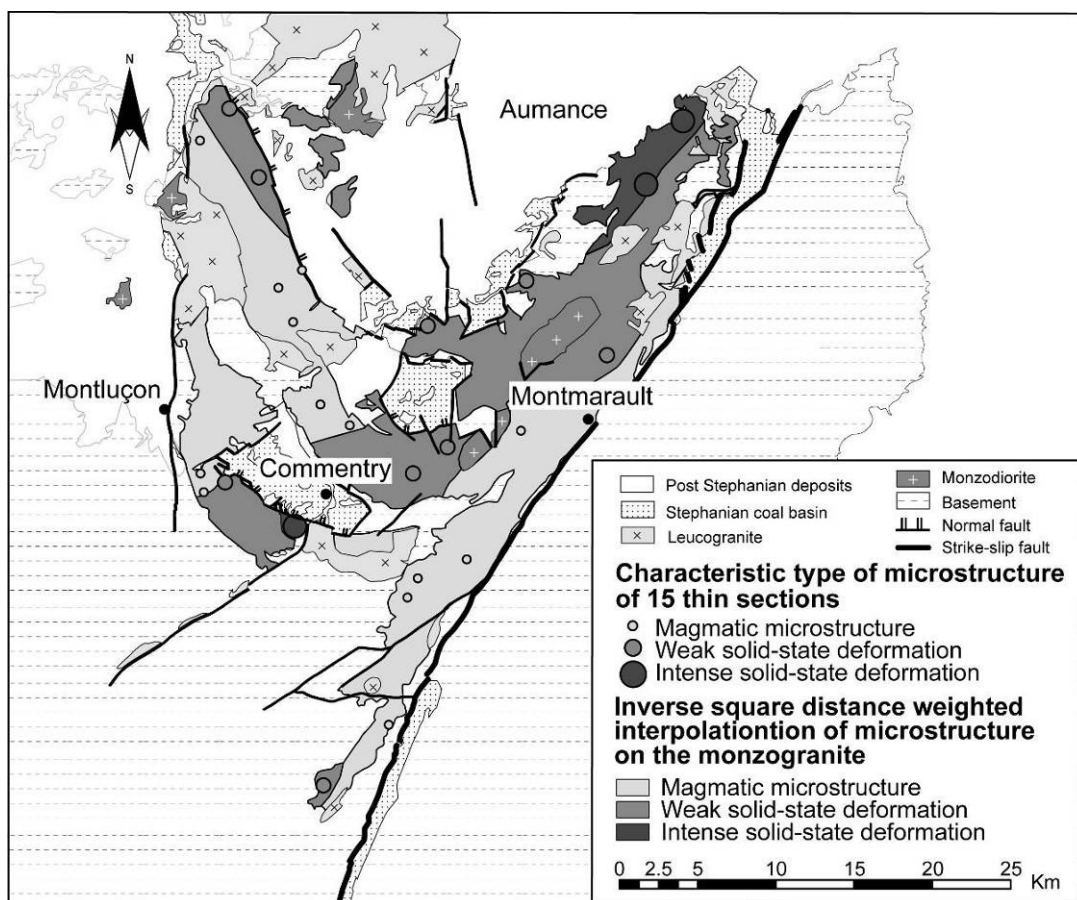 N
S
Aumance
Montluçon
Montmarault
Commentry
Post Stephanian deposits
Stephanian coal basin
Leucogranite
Monzodiorite
Basement
Normal fault
Strike-slip fault
Characteristic type of microstructure
of 15 thin sections
Magmatic microstructure
Weak solid-state deformation
Intense solid-state deformation
Inverse square distance weighted
interpolationtion of microstructure
on the monzogranite
Magmatic microstructure
Weak solid-state deformation
Intense solid-state deformation
0 2.5 5 10 15 20 25
Km